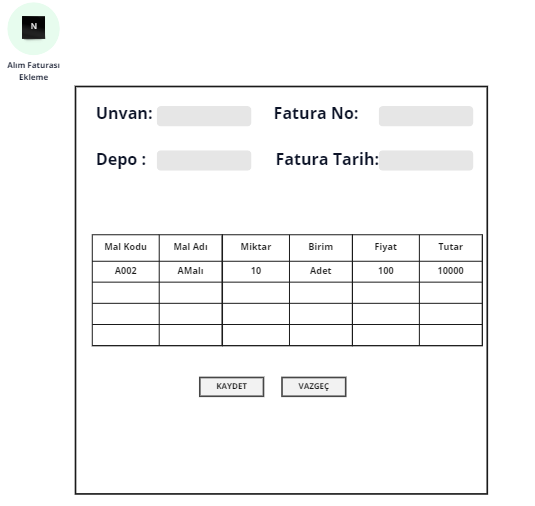 N
Alım Faturası
Ekleme
Unvan: Fatura No:
Depo : Fatura Tarih:
Mal Kodu Mal Adı Miktar Birim Fiyat Tutar
A002 AMalı 10 Adet 100 10000
KAYDET VAZGEÇ